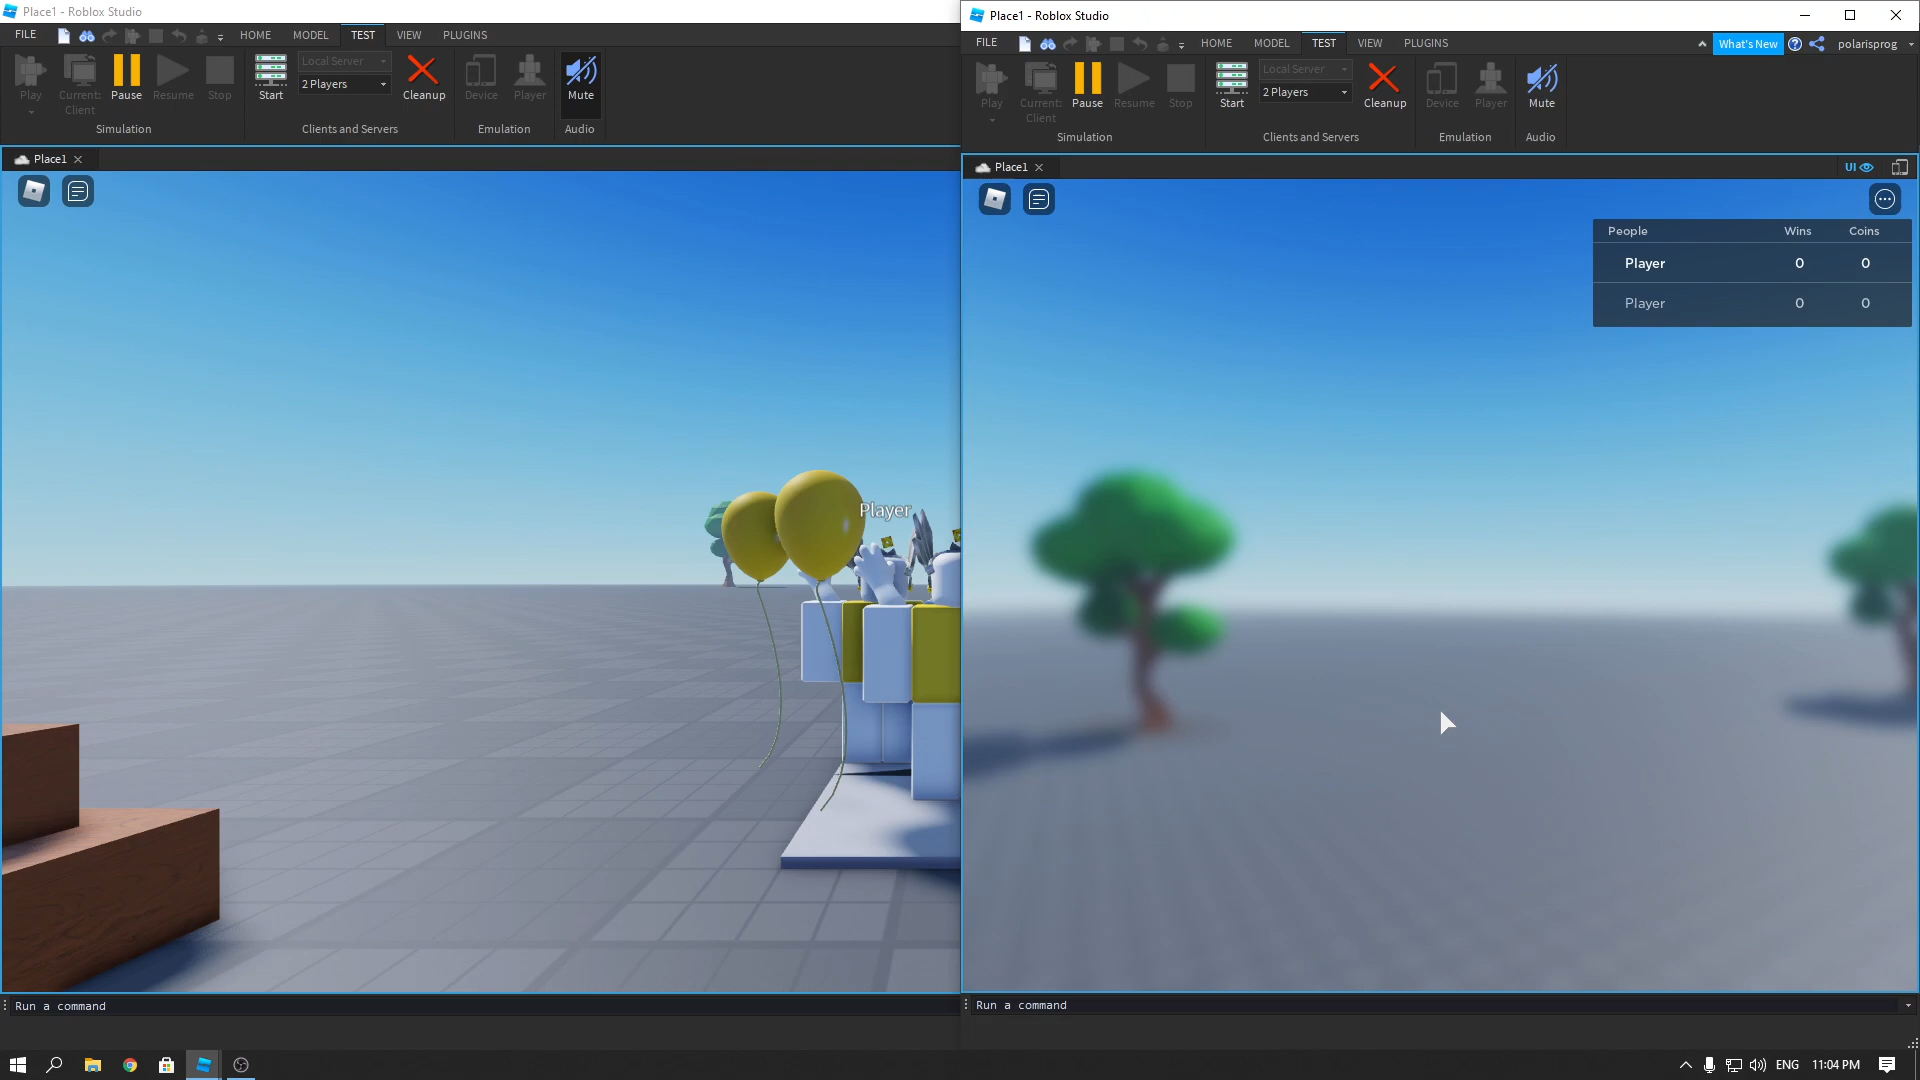 Place1 - Roblox Studio
FILE HOME MODEL TEST VIEW PLUGINS
Play Current: Client Pause Resume Stop
Start Local Server
2 Players
Cleanup Device Player Mute
Simulation Clients and Servers Emulation Audio
Place1
Player
Run a command
Place1 - Roblox Studio
FILE HOME MODEL TEST VIEW PLUGINS What's New polarisprog
Play Current: Client Pause Resume Stop
Start Local Server
2 Players
Cleanup Device Player Mute
Simulation Clients and Servers Emulation Audio
Place1 UI
People Wins Coins
Player 0 0
Player 0 0
Run a command
ENG 11:04 PM